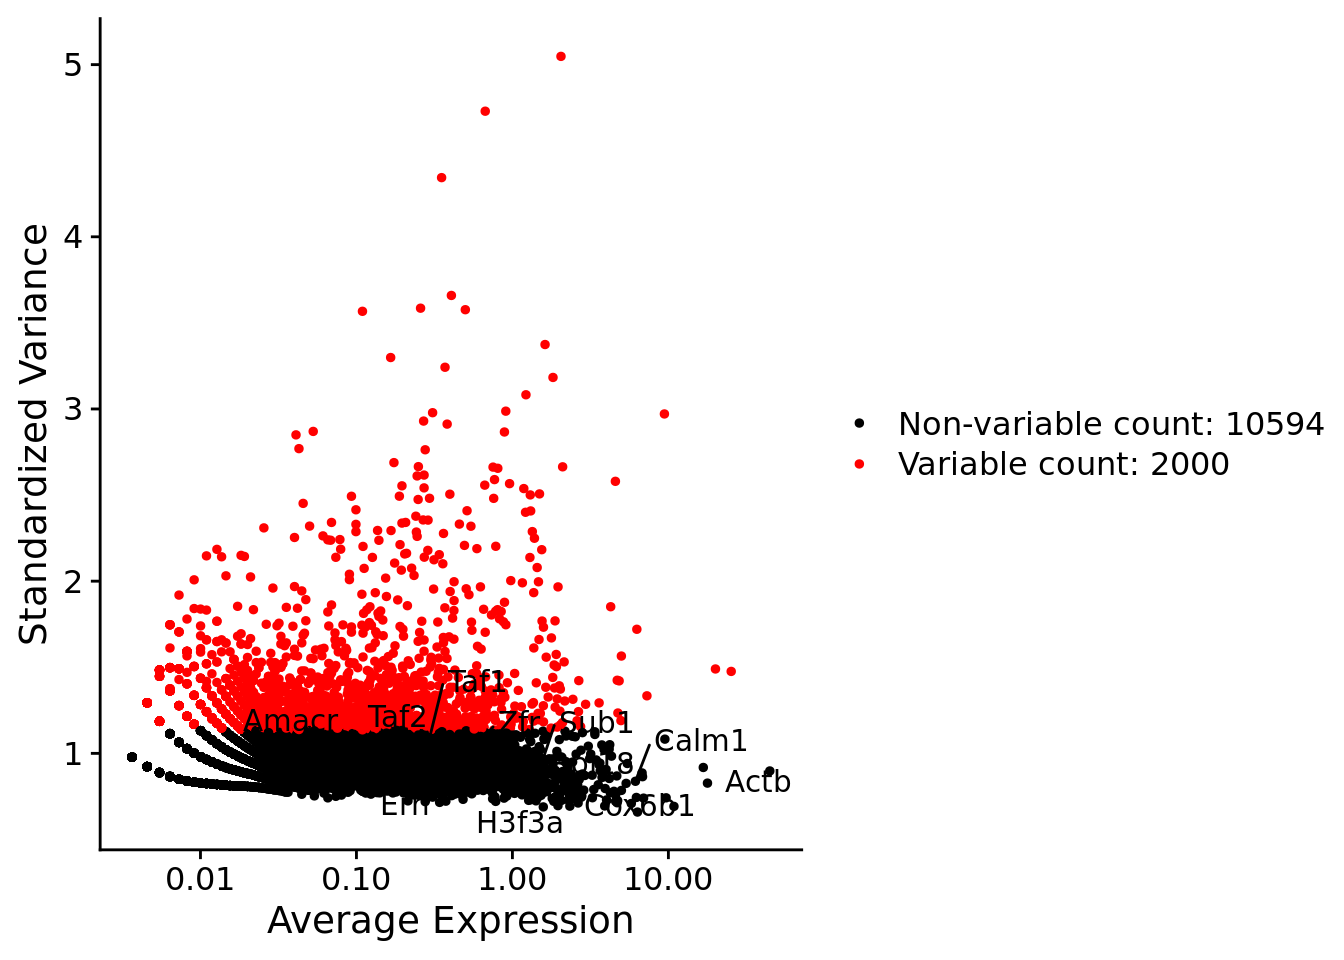 5
4
3
2
1
Standardized Variance
Taf1
Amacr
Taf2
Zfr
Sub1
Calm1
Actb
Cox6b1
H3f3a
0.01
0.10
1.00
10.00
Average Expression
Non-variable count: 10594
Variable count: 2000